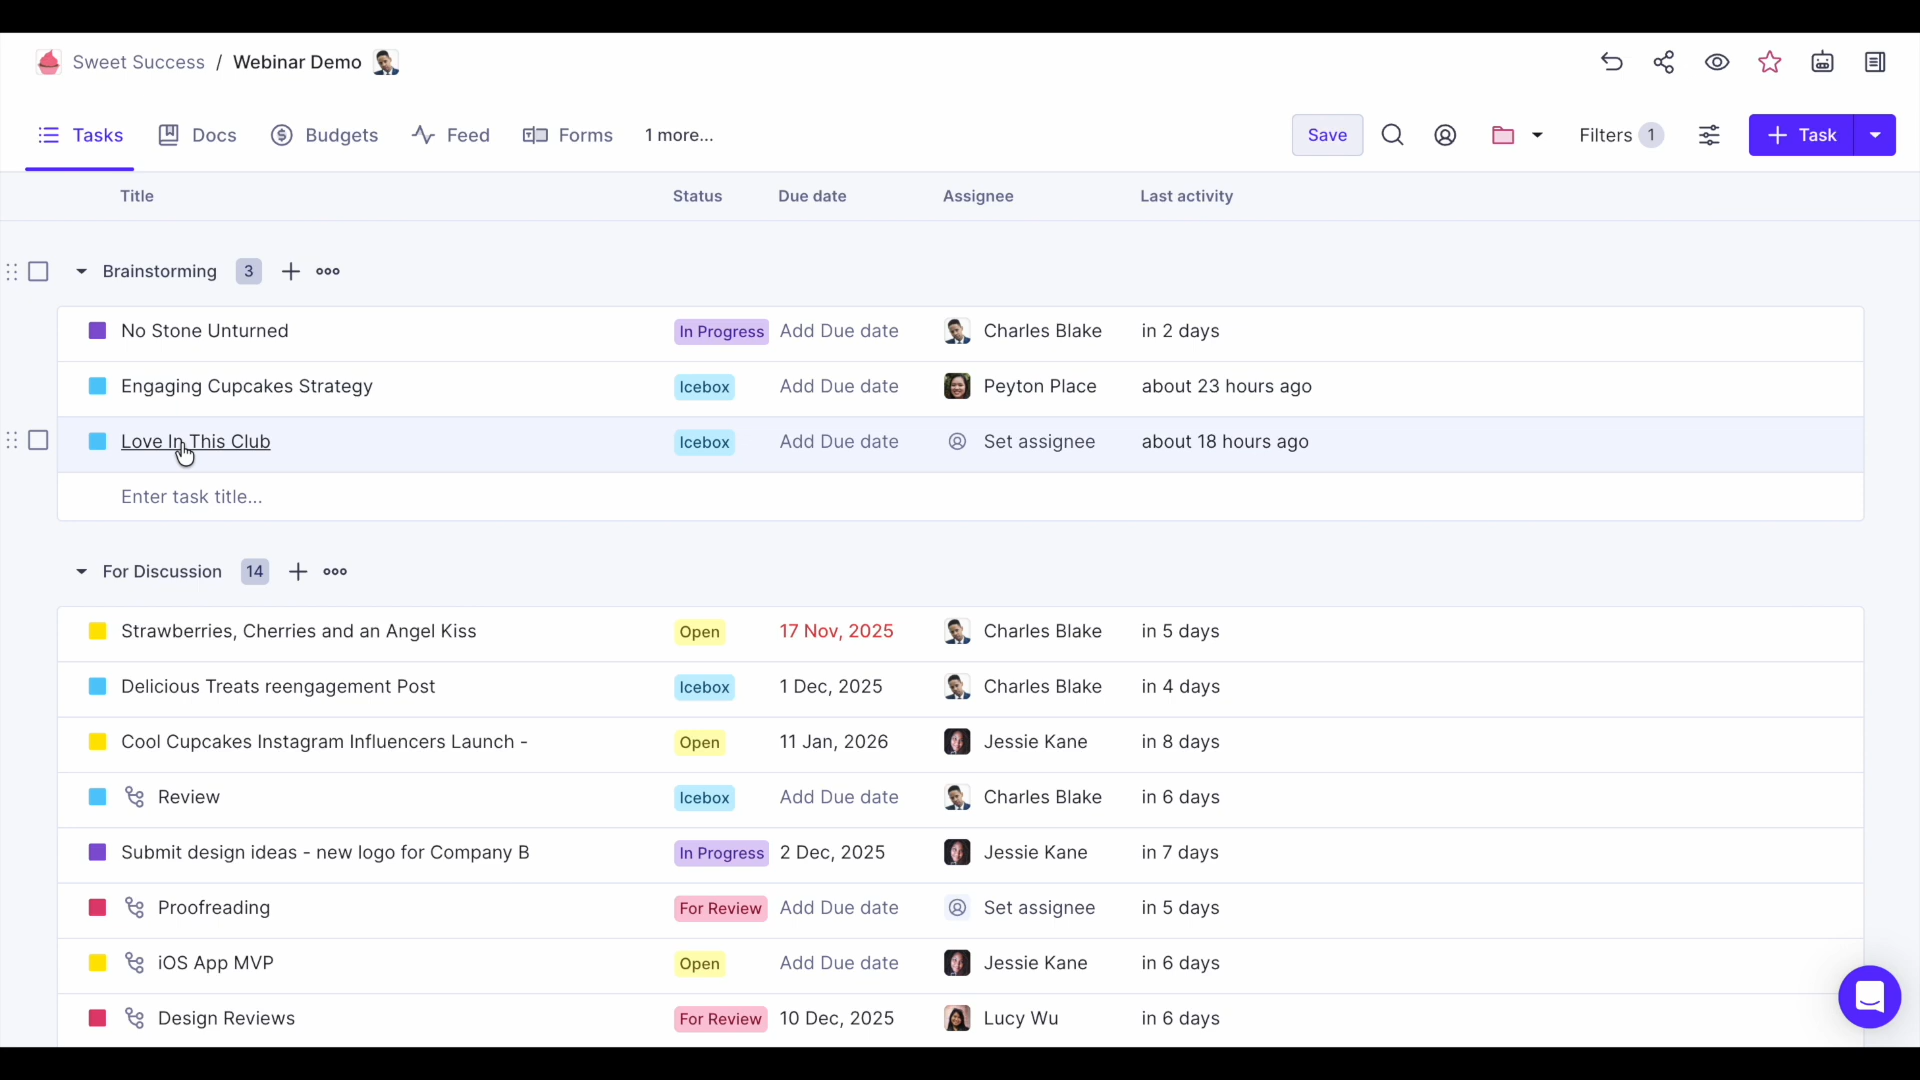 Sweet Success / Webinar Demo
Tasks Docs Budgets Feed Forms 1 more... Save Filters 1 Task
Title Status Due date Assignee Last activity
Brainstorming 3
No Stone Unturned In Progress Add Due date Charles Blake in 2 days
Engaging Cupcakes Strategy Icebox Add Due date Peyton Place about 23 hours ago
Love In This Club Icebox Add Due date Set assignee about 18 hours ago
Enter task title...
For Discussion 14
Strawberries, Cherries and an Angel Kiss Open 17 Nov, 2025 Charles Blake in 5 days
Delicious Treats reengagement Post Icebox 1 Dec, 2025 Charles Blake in 4 days
Cool Cupcakes Instagram Influencers Launch - Open 11 Jan, 2026 Jessie Kane in 8 days
Review Icebox Add Due date Charles Blake in 6 days
Submit design ideas - new logo for Company B In Progress 2 Dec, 2025 Jessie Kane in 7 days
Proofreading For Review Add Due date Set assignee in 5 days
iOS App MVP Open Add Due date Jessie Kane in 6 days
Design Reviews For Review 10 Dec, 2025 Lucy Wu in 6 days